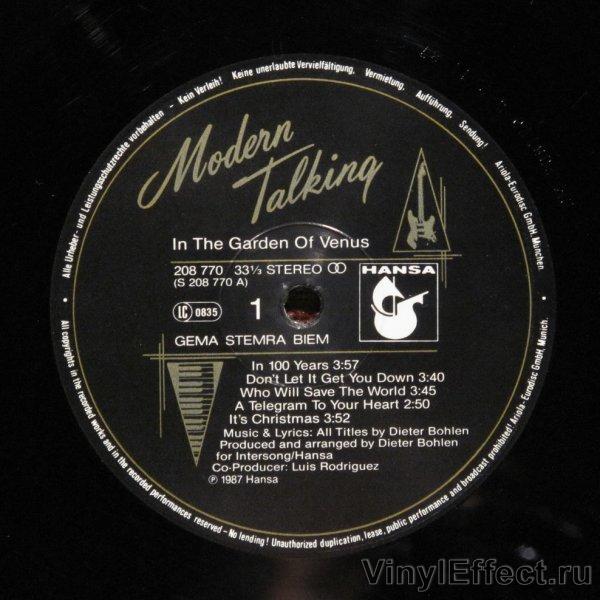 Alle Urheber- und Leistungsschutzrechte vorbehalten - Kein Verleih! Keine unerlaubte Vervielfältigung, Vermietung, Aufführung, Sendung! Ariola-Eurodisc GmbH, München.
Modern
Talking
In The Garden Of Venus
208 770 33⅓ STEREO
(S 208 770 A)
HANSA
LC 0835
1
GEMA STEMRA BIEM
In 100 Years 3:57
Don't Let It Get You Down 3:40
Who Will Save The World 3:45
A Telegram To Your Heart 2:50
It's Christmas 3:52
Music & Lyrics: All Titles by Dieter Bohlen
Produced and arranged by Dieter Bohlen
for Intersong/Hansa
Co-Producer: Luis Rodriguez
℗ 1987 Hansa
All copyrights in the recorded works and in the recorded performances reserved - No lending! Unauthorized duplication, lease, public performance and broadcast prohibited! Ariola-Eurodisc GmbH, Munich.
VinylEffect.ru